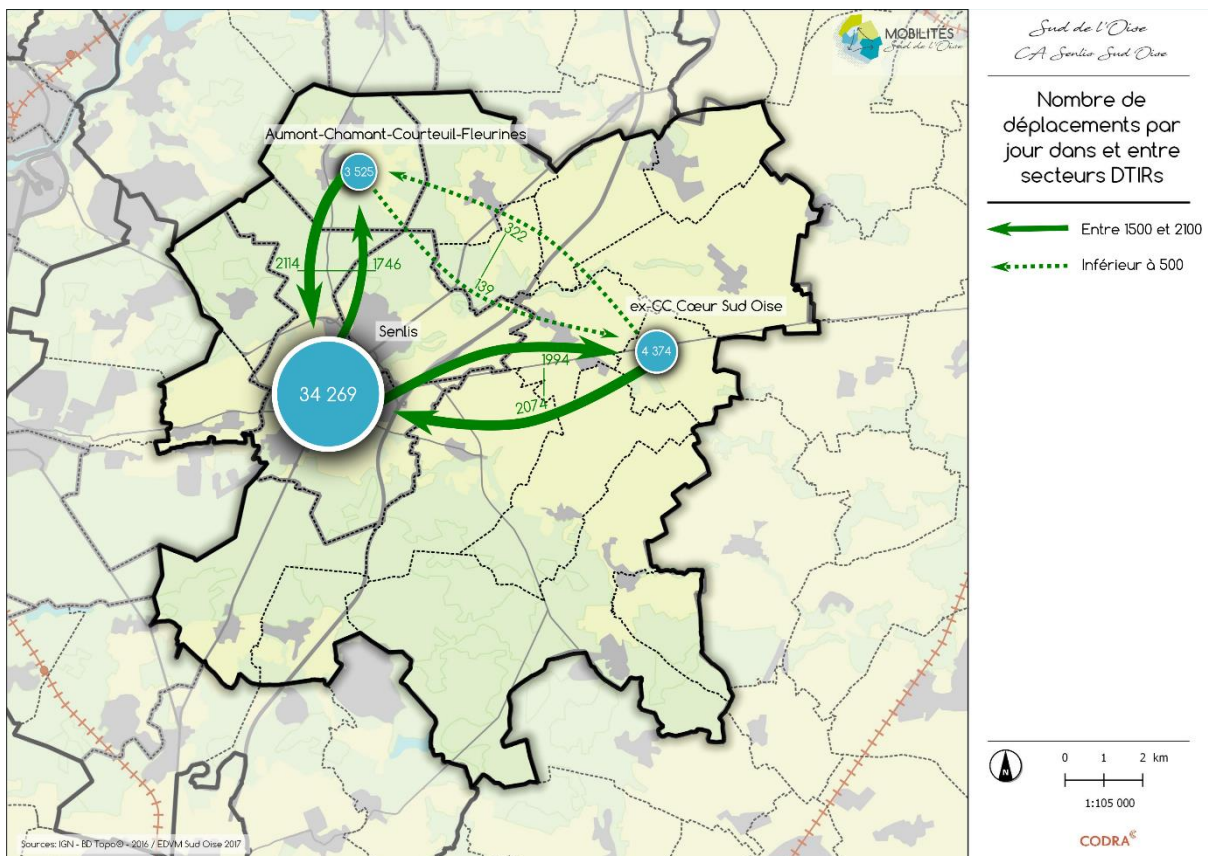 MOBILITÉS
Sud de l'Oise
Aumont-Chamant-Courteuil-Fleurines
3 525
2114
1746
322
139
ex-CC Cœur Sud Oise
4 374
Senlis
34 269
1994
2074
Sources: IGN - BD Topo® - 2016 / EDVM Sud Oise 2017
Sud de l'Oise
CA Senlis Sud Oise
Nombre de
déplacements par
jour dans et entre
secteurs DTIRs
Entre 1500 et 2100
Inférieur à 500
N
0 1 2 km
1:105 000
CODRA